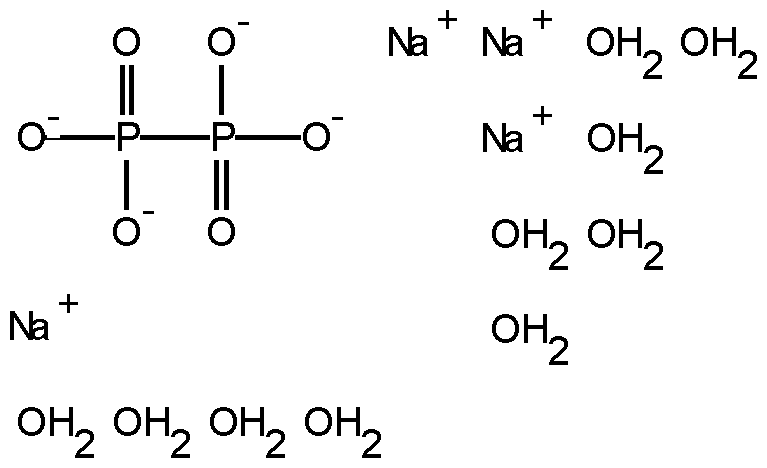 O O⁻ Na⁺ Na⁺ OH₂ OH₂
O⁻ P P O⁻ Na⁺ OH₂
O⁻ O OH₂ OH₂
Na⁺ OH₂
OH₂ OH₂ OH₂ OH₂